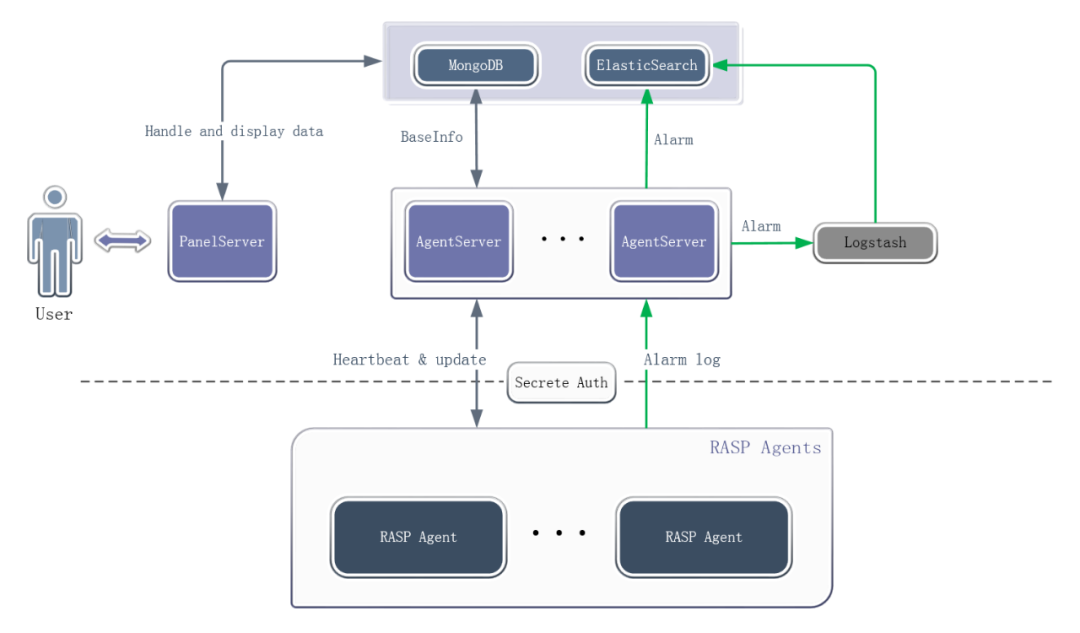 MongoDB
ElasticSearch
Handle and display data
BaseInfo
Alarm
PanelServer
AgentServer
...
AgentServer
Alarm
Logstash
User
Heartbeat & update
Alarm log
Secrete Auth
RASP Agents
RASP Agent
...
RASP Agent